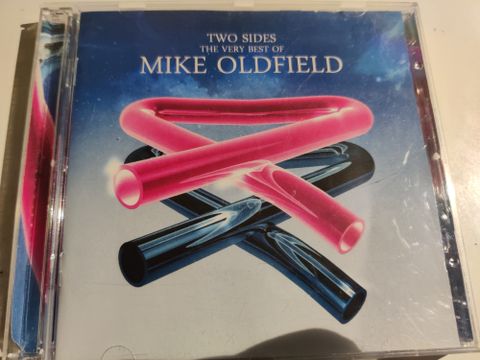 TWO SIDES
THE VERY BEST OF
MIKE OLDFIELD